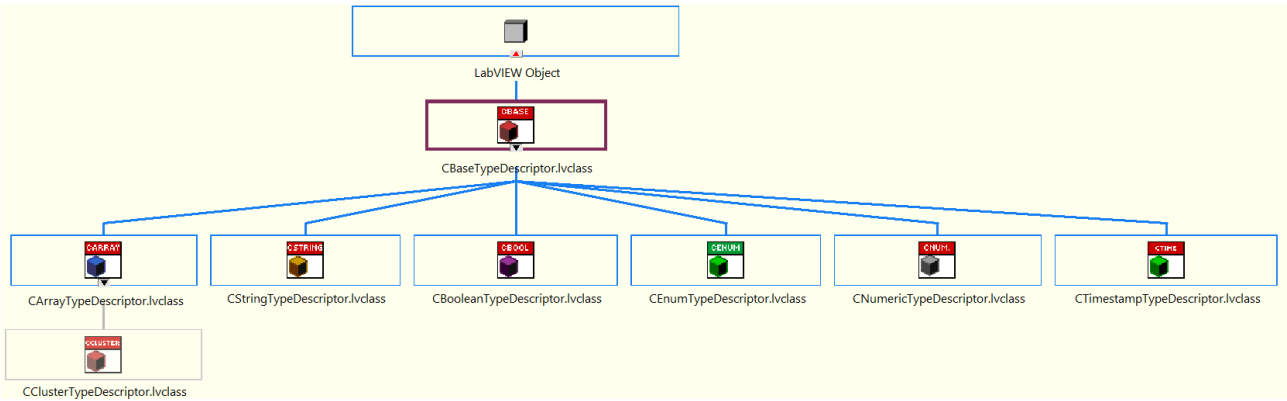 LabVIEW Object
CBASE
CBaseTypeDescriptor.lvclass
CARRAY CSTRING CBOOL CENUM CNUM. CTIME
CArrayTypeDescriptor.lvclass CStringTypeDescriptor.lvclass CBooleanTypeDescriptor.lvclass CEnumTypeDescriptor.lvclass CNumericTypeDescriptor.lvclass CTimestampTypeDescriptor.lvclass
CCLUSTER
CClusterTypeDescriptor.lvclass